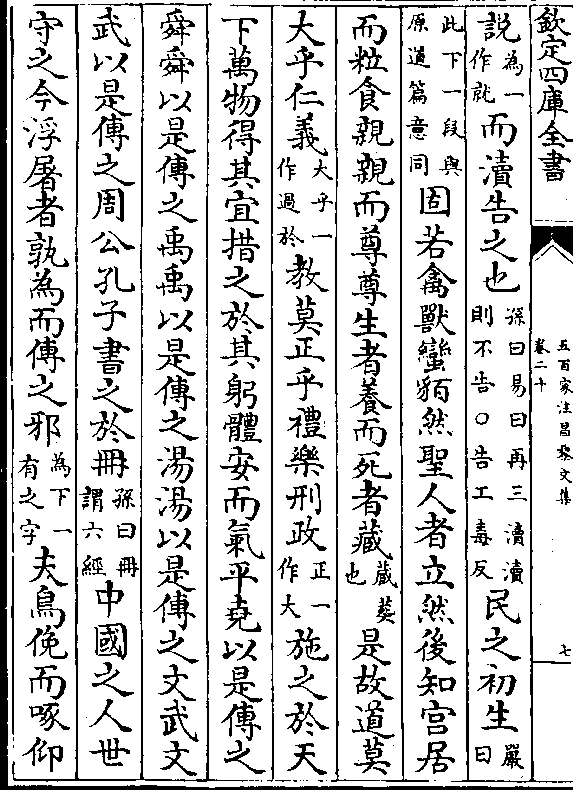 欽定四庫全書
五百家注昌黎文集
卷二十
七
說為一作就而瀆告之也孫曰易曰再三瀆瀆則不告○告工毒反民之初生嚴曰
此下一段與原道篇意同固若禽獸蠻貊然聖人者立然後知宫居
而粒食親親而尊尊生者養而死者藏藏葬也是故道莫
大乎仁義大乎一作過於教莫正乎禮樂刑政正一作大施之於天
下萬物得其宜措之於其躬體安而氣平堯以是傳之
舜舜以是傳之禹禹以是傳之湯湯以是傳之文武文
武以是傳之周公孔子書之於冊孫曰冊謂六經中國之人世
守之今浮屠者孰為而傳之邪為下一有之字夫鳥俛而啄仰